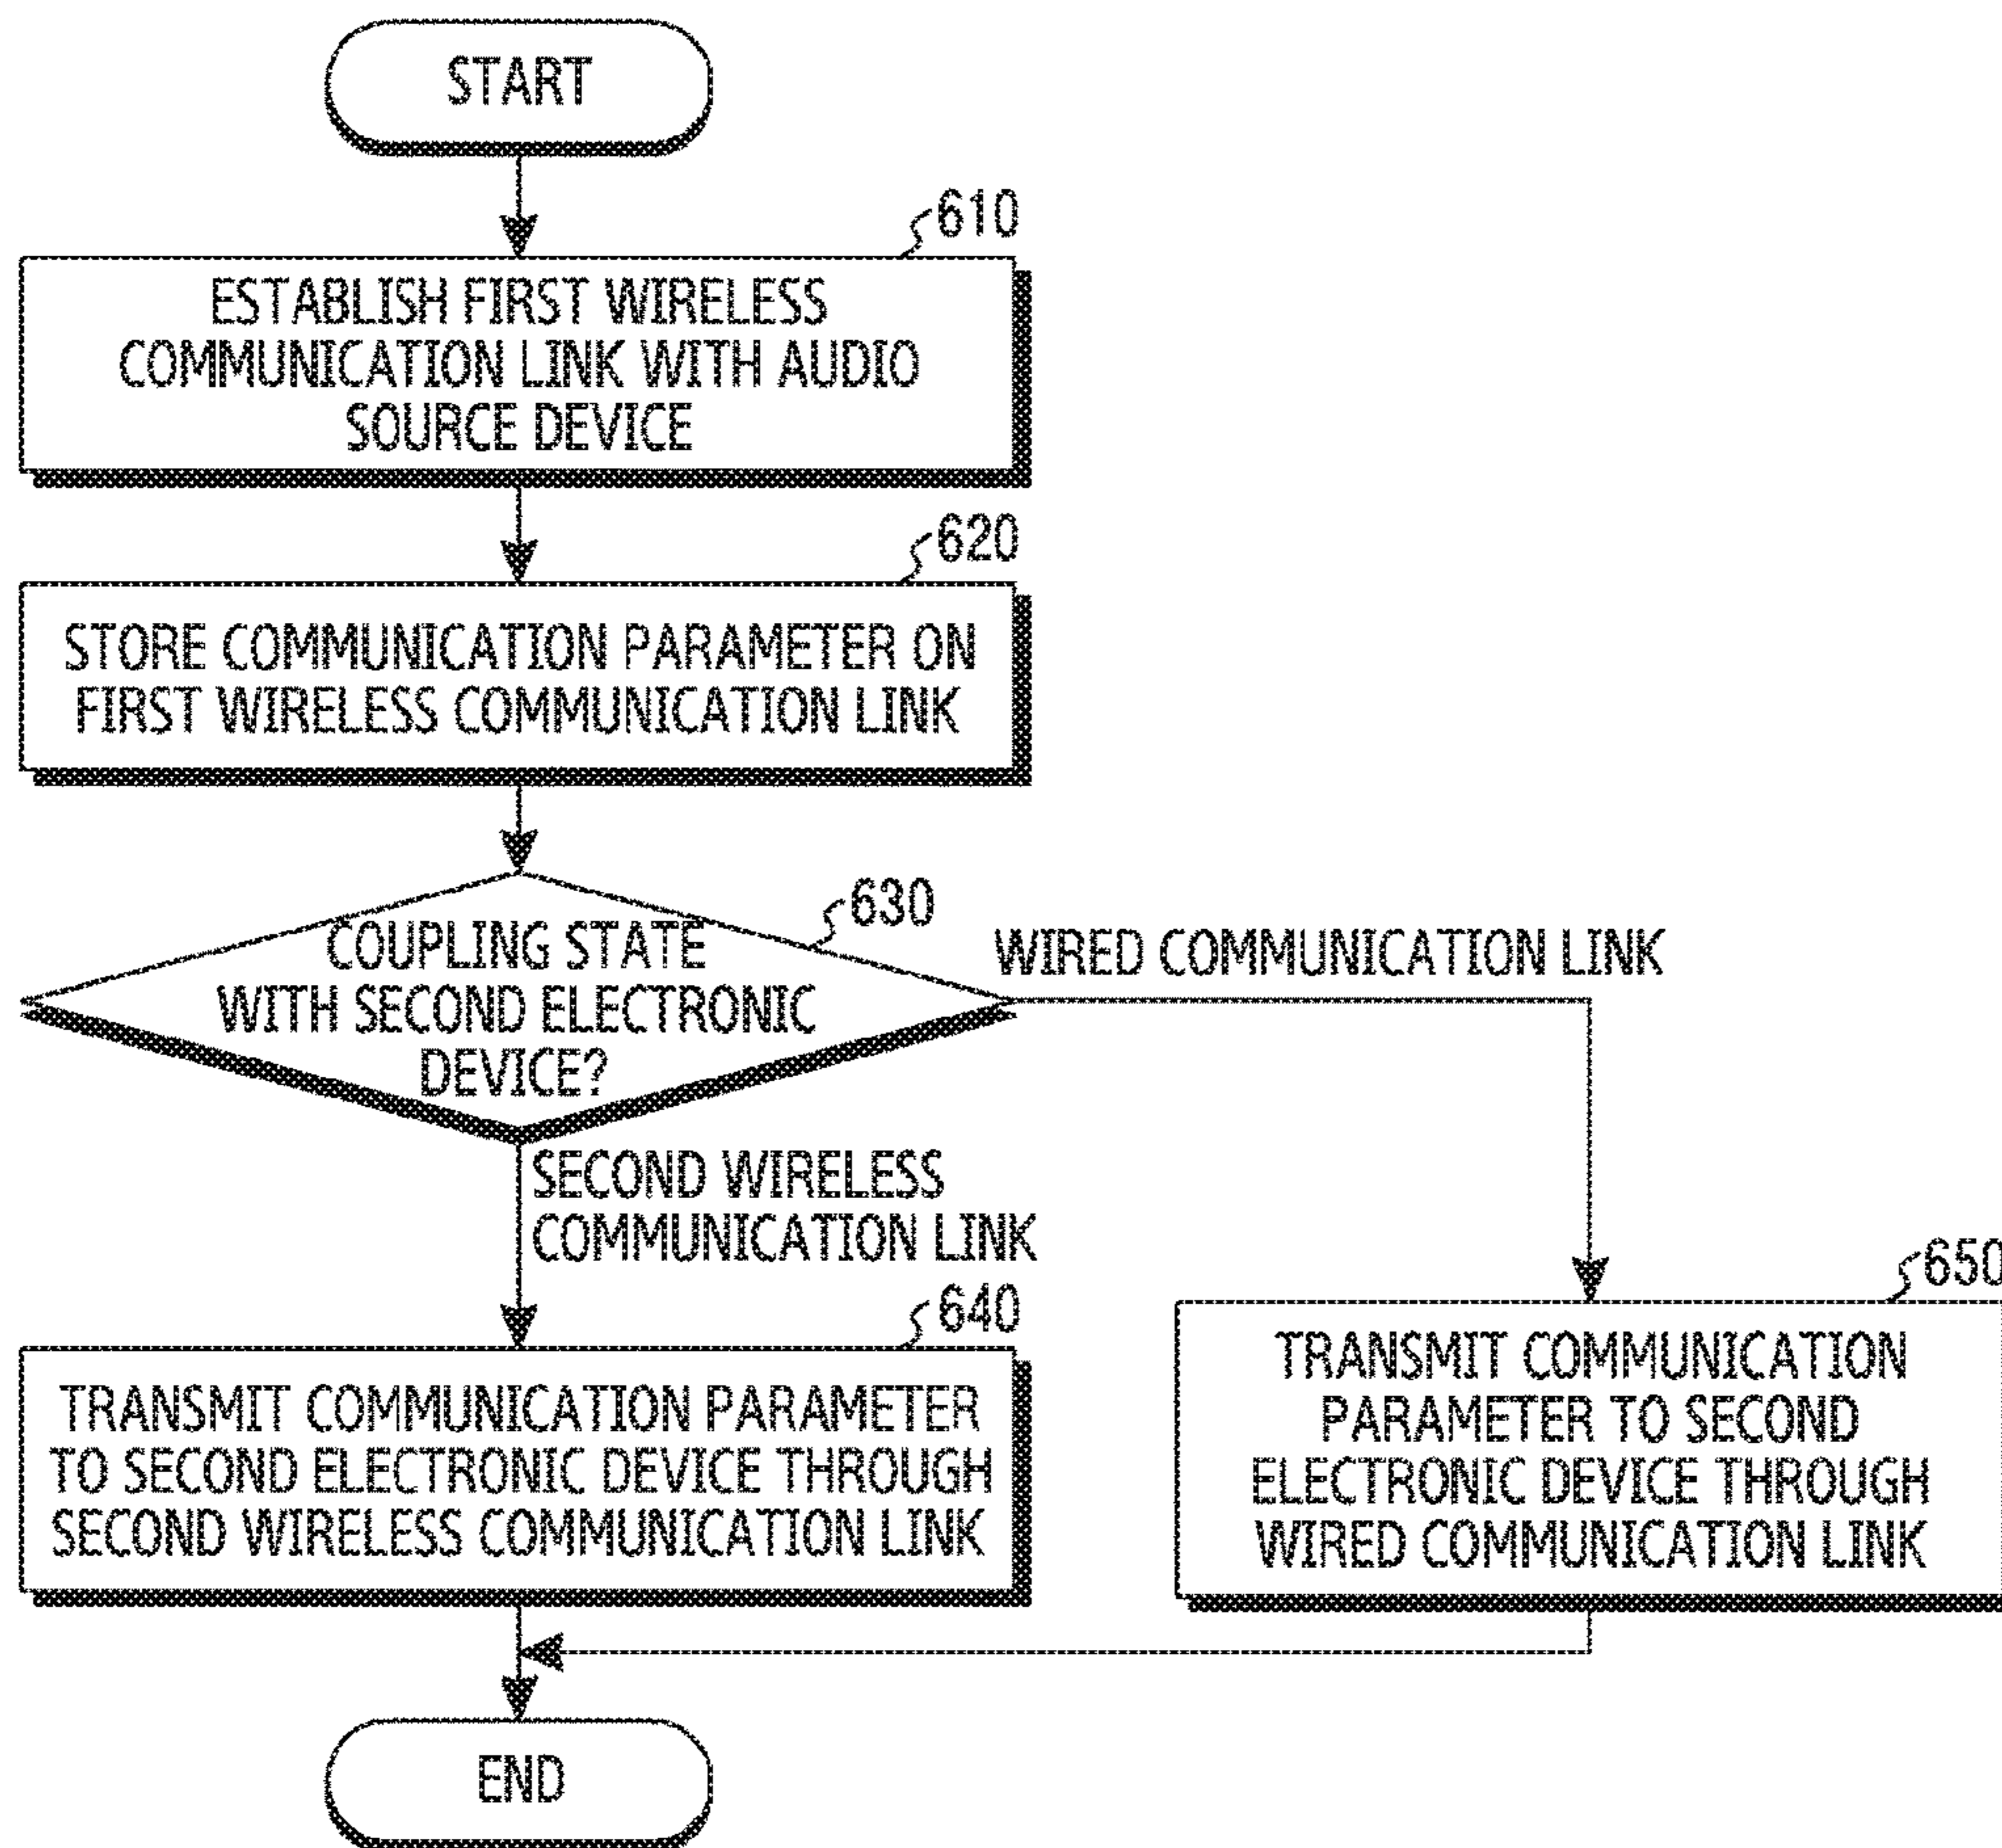 START
610
ESTABLISH FIRST WIRELESS
COMMUNICATION LINK WITH AUDIO
SOURCE DEVICE
620
STORE COMMUNICATION PARAMETER ON
FIRST WIRELESS COMMUNICATION LINK
630
COUPLING STATE
WITH SECOND ELECTRONIC
DEVICE?
WIRED COMMUNICATION LINK
SECOND WIRELESS
COMMUNICATION LINK
640
TRANSMIT COMMUNICATION PARAMETER
TO SECOND ELECTRONIC DEVICE THROUGH
SECOND WIRELESS COMMUNICATION LINK
650
TRANSMIT COMMUNICATION
PARAMETER TO SECOND
ELECTRONIC DEVICE THROUGH
WIRED COMMUNICATION LINK
END